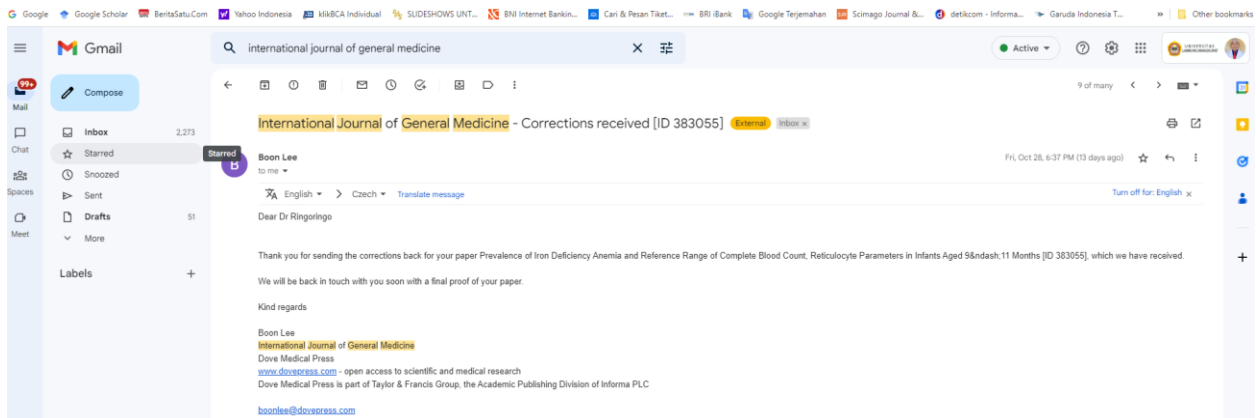 Google
Google Scholar
BeritaSatu.Com
Yahoo Indonesia
klikBCA Individual
SLIDESHOWS UNT...
BNI Internet Bankin...
Cari & Pesan Tiket...
BRI iBank
Google Terjemahan
Scimago Journal &...
detikcom - Informa...
Garuda Indonesia T...
»
Other bookmarks
Gmail
international journal of general medicine
Active
99+
Mail
Chat
Spaces
Meet
Compose
Inbox 2,273
Starred
Snoozed
Sent
Drafts 51
More
Labels +
Starred
9 of many
International Journal of General Medicine - Corrections received [ID 383055] External Inbox x
B
Boon Lee
Fri, Oct 28, 6:37 PM (13 days ago)
to me
English > Czech Translate message
Turn off for: English x
Dear Dr Ringoringo
Thank you for sending the corrections back for your paper Prevalence of Iron Deficiency Anemia and Reference Range of Complete Blood Count, Reticulocyte Parameters in Infants Aged 9&ndash;11 Months [ID 383055], which we have received.
We will be back in touch with you soon with a final proof of your paper.
Kind regards
Boon Lee
International Journal of General Medicine
Dove Medical Press
www.dovepress.com - open access to scientific and medical research
Dove Medical Press is part of Taylor & Francis Group, the Academic Publishing Division of Informa PLC
boonlee@dovepress.com